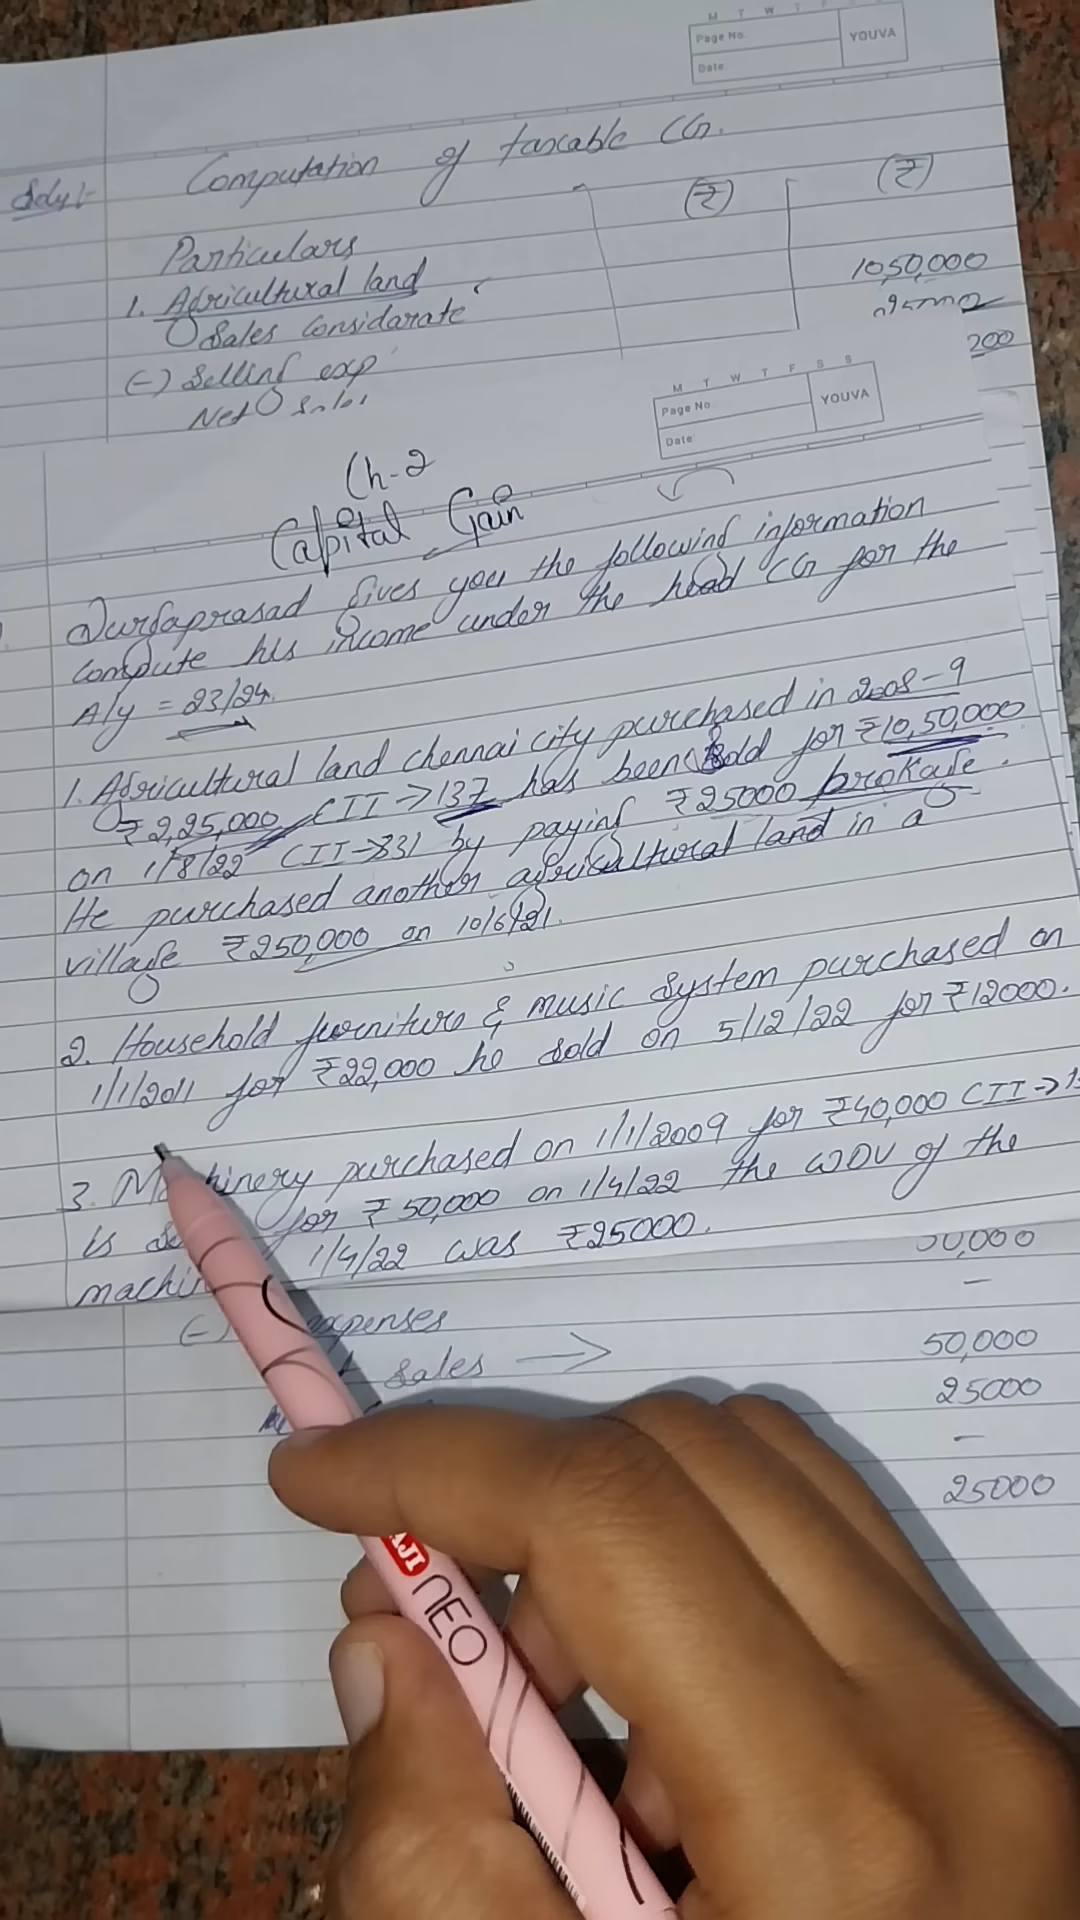 M T W T F
Page No.
YOUVA
Date
Soln:-
Computation of taxable CG.
(₹)
(₹)
Particulars
1. Agricultural land
Sales Considarate
10,50,000
(-) Selling exp
Net Sales
200
M T W T F S S
Page No.
YOUVA
Date
Ch-2
Capital Gain
Durgaprasad gives you the following information
compute his income under the head CG for the
A/y = 23/24.
1. Agricultural land chennai city purchased in 2008-9
₹2,25,000 CII → 137 has been sold for ₹10,50,000
on 1/8/22 CII → 331 by paying ₹25000 brokage.
He purchased another agricultural land in a
village ₹250,000 on 10/6/21.
2. Household furniture & music system purchased on
1/1/2011 for ₹22,000 he sold on 5/12/22 for ₹12000.
3. Machinery purchased on 1/1/2009 for ₹40,000 CII → 1
is for ₹50,000 on 1/4/22 the WDV of the
machin 1/4/22 was ₹25000.
50,000
(-) expenses
–
sales →
50,000
25000
–
25000
NEO